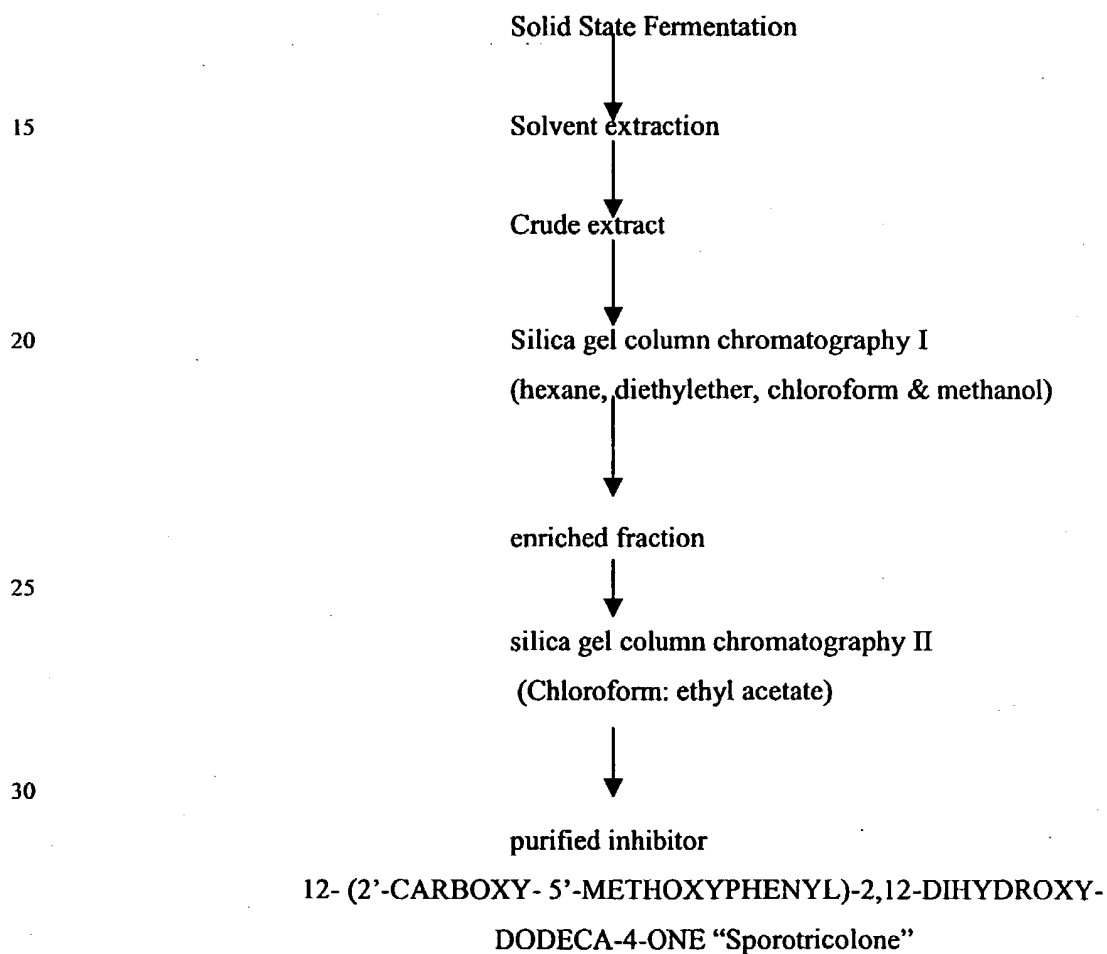 Solid State Fermentation
15 Solvent extraction
Crude extract
20 Silica gel column chromatography I
(hexane, diethylether, chloroform & methanol)
enriched fraction
25
silica gel column chromatography II
(Chloroform: ethyl acetate)
30
purified inhibitor
12- (2’-CARBOXY- 5’-METHOXYPHENYL)-2,12-DIHYDROXY-
DODECA-4-ONE “Sporotricolone”